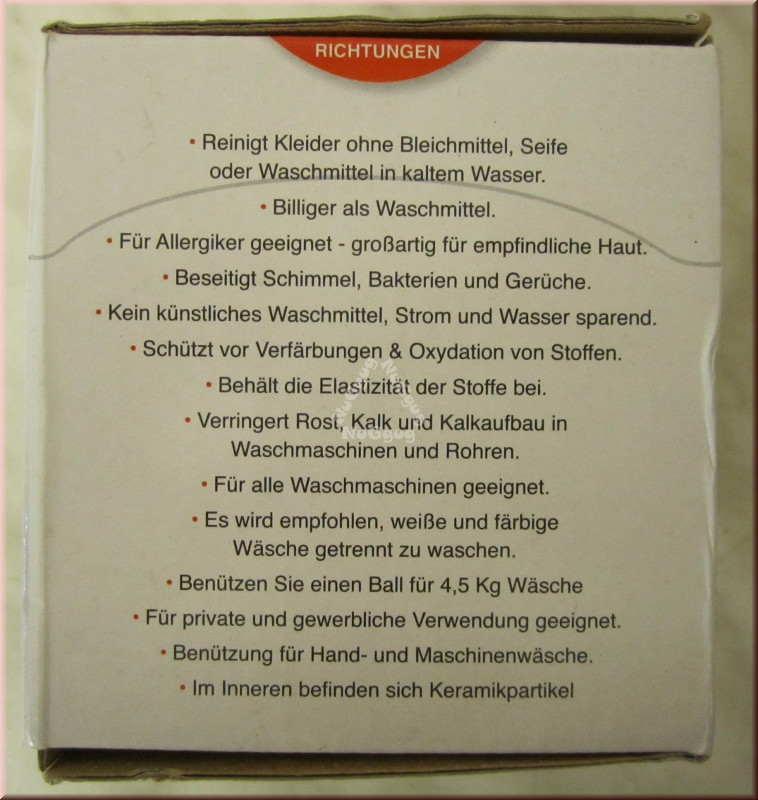 RICHTUNGEN
• Reinigt Kleider ohne Bleichmittel, Seife
oder Waschmittel in kaltem Wasser.
• Billiger als Waschmittel.
• Für Allergiker geeignet - großartig für empfindliche Haut.
• Beseitigt Schimmel, Bakterien und Gerüche.
• Kein künstliches Waschmittel, Strom und Wasser sparend.
• Schützt vor Verfärbungen & Oxydation von Stoffen.
• Behält die Elastizität der Stoffe bei.
• Verringert Rost, Kalk und Kalkaufbau in
Waschmaschinen und Rohren.
• Für alle Waschmaschinen geeignet.
• Es wird empfohlen, weiße und färbige
Wäsche getrennt zu waschen.
• Benützen Sie einen Ball für 4,5 Kg Wäsche
• Für private und gewerbliche Verwendung geeignet.
• Benützung für Hand- und Maschinenwäsche.
• Im Inneren befinden sich Keramikpartikel